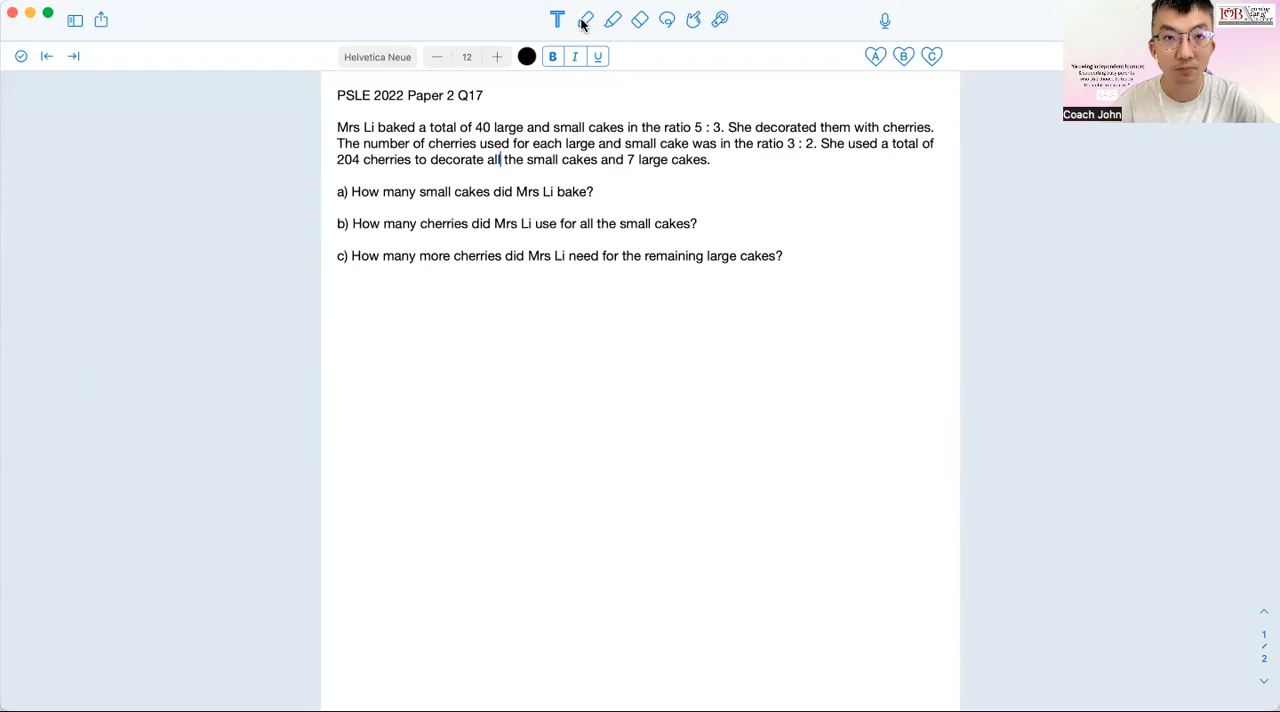 Helvetica Neue
12
B
I
U
A
B
C
Coach John
PSLE 2022 Paper 2 Q17
Mrs Li baked a total of 40 large and small cakes in the ratio 5 : 3. She decorated them with cherries.
The number of cherries used for each large and small cake was in the ratio 3 : 2. She used a total of
204 cherries to decorate all the small cakes and 7 large cakes.
a) How many small cakes did Mrs Li bake?
b) How many cherries did Mrs Li use for all the small cakes?
c) How many more cherries did Mrs Li need for the remaining large cakes?
1
2